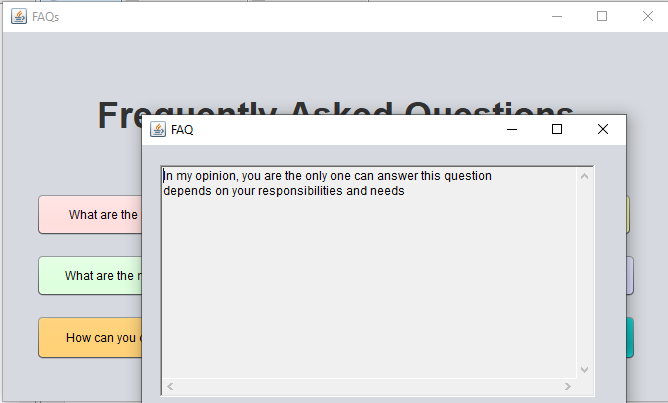 FAQs
Frequently Asked Questions
FAQ
In my opinion, you are the only one can answer this question
depends on your responsibilities and needs
What are the
What are the
How can you